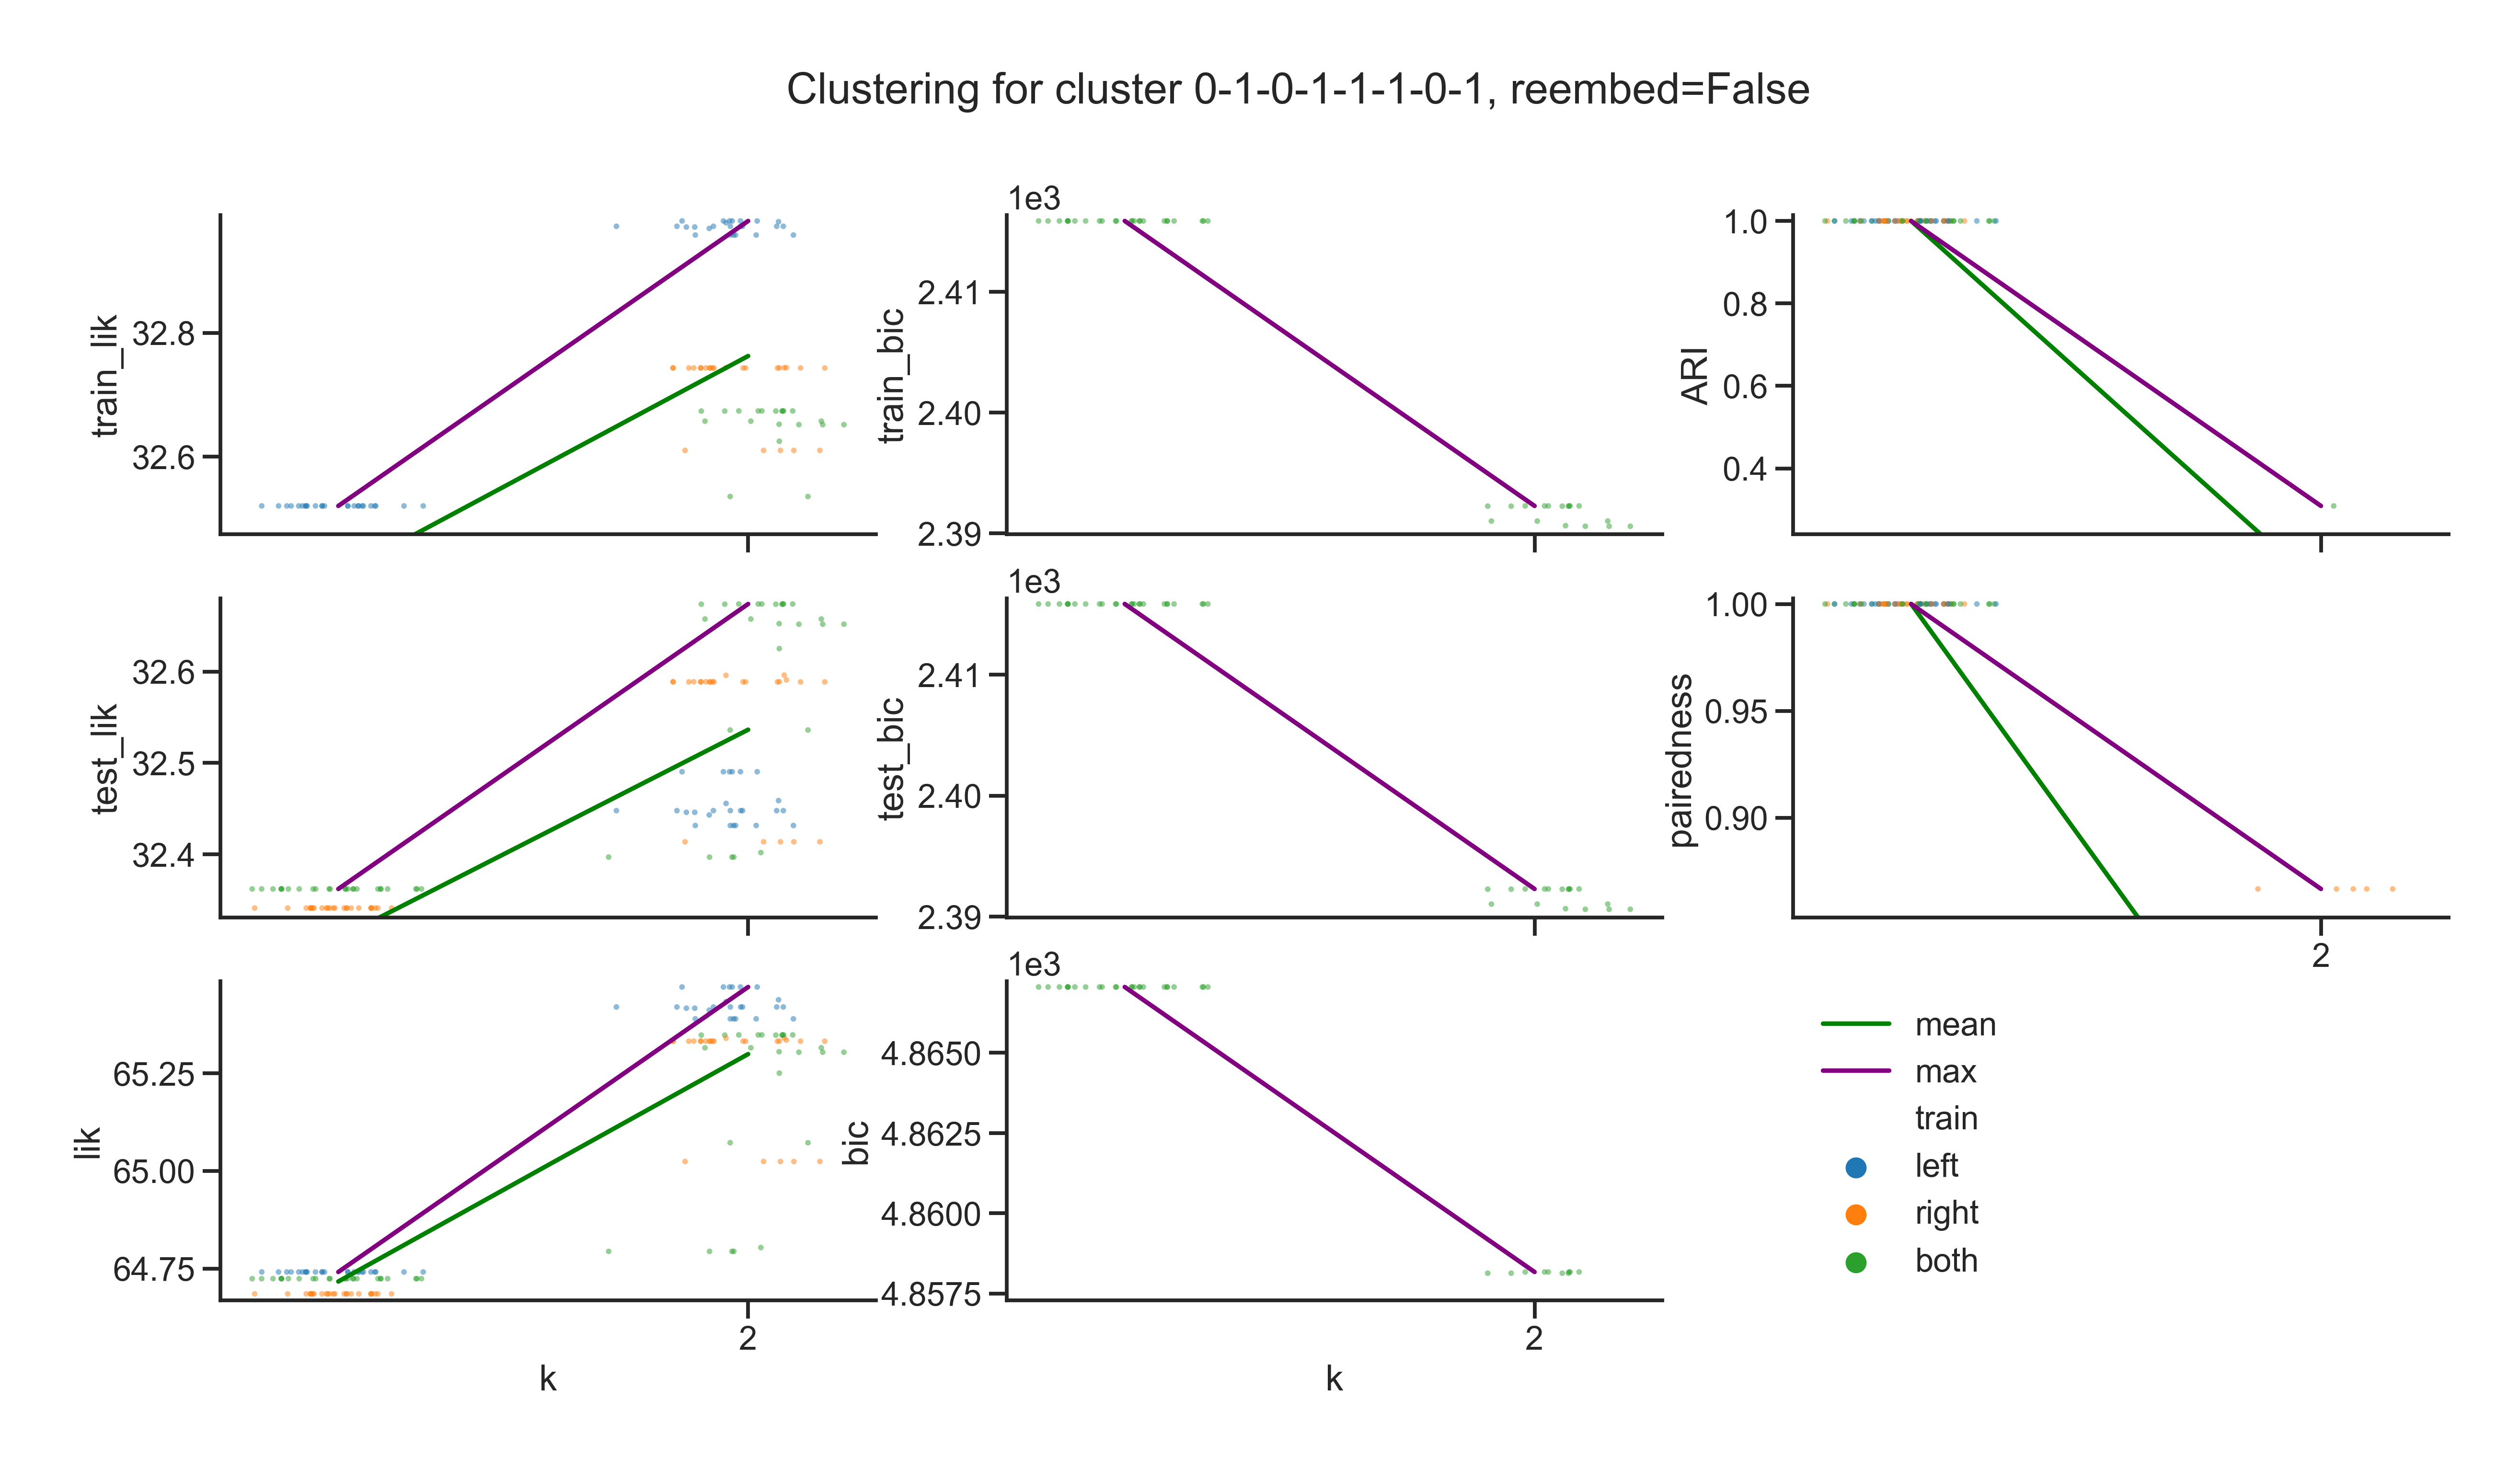 Clustering for cluster 0-1-0-1-1-1-0-1, reembed=False
train_lik
32.8
32.6
1e3
train_bic
2.41
2.40
2.39
ARI
1.0
0.8
0.6
0.4
test_lik
32.6
32.5
32.4
1e3
test_bic
2.41
2.40
2.39
pairedness
1.00
0.95
0.90
2
lik
65.25
65.00
64.75
2
k
1e3
bic
4.8650
4.8625
4.8600
4.8575
2
k
mean
max
train
left
right
both